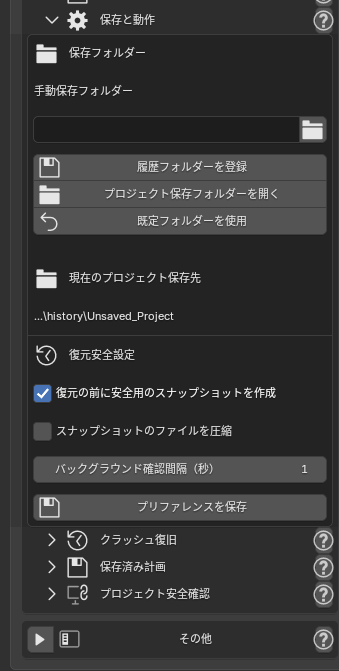 保存と動作
保存フォルダー
手動保存フォルダー
履歴フォルダーを登録
プロジェクト保存フォルダーを開く
既定フォルダーを使用
現在のプロジェクト保存先
...\history\Unsaved_Project
復元安全設定
復元の前に安全用のスナップショットを作成
スナップショットのファイルを圧縮
バックグラウンド確認間隔（秒） 1
プリファレンスを保存
クラッシュ復旧
保存済み計画
プロジェクト安全確認
その他